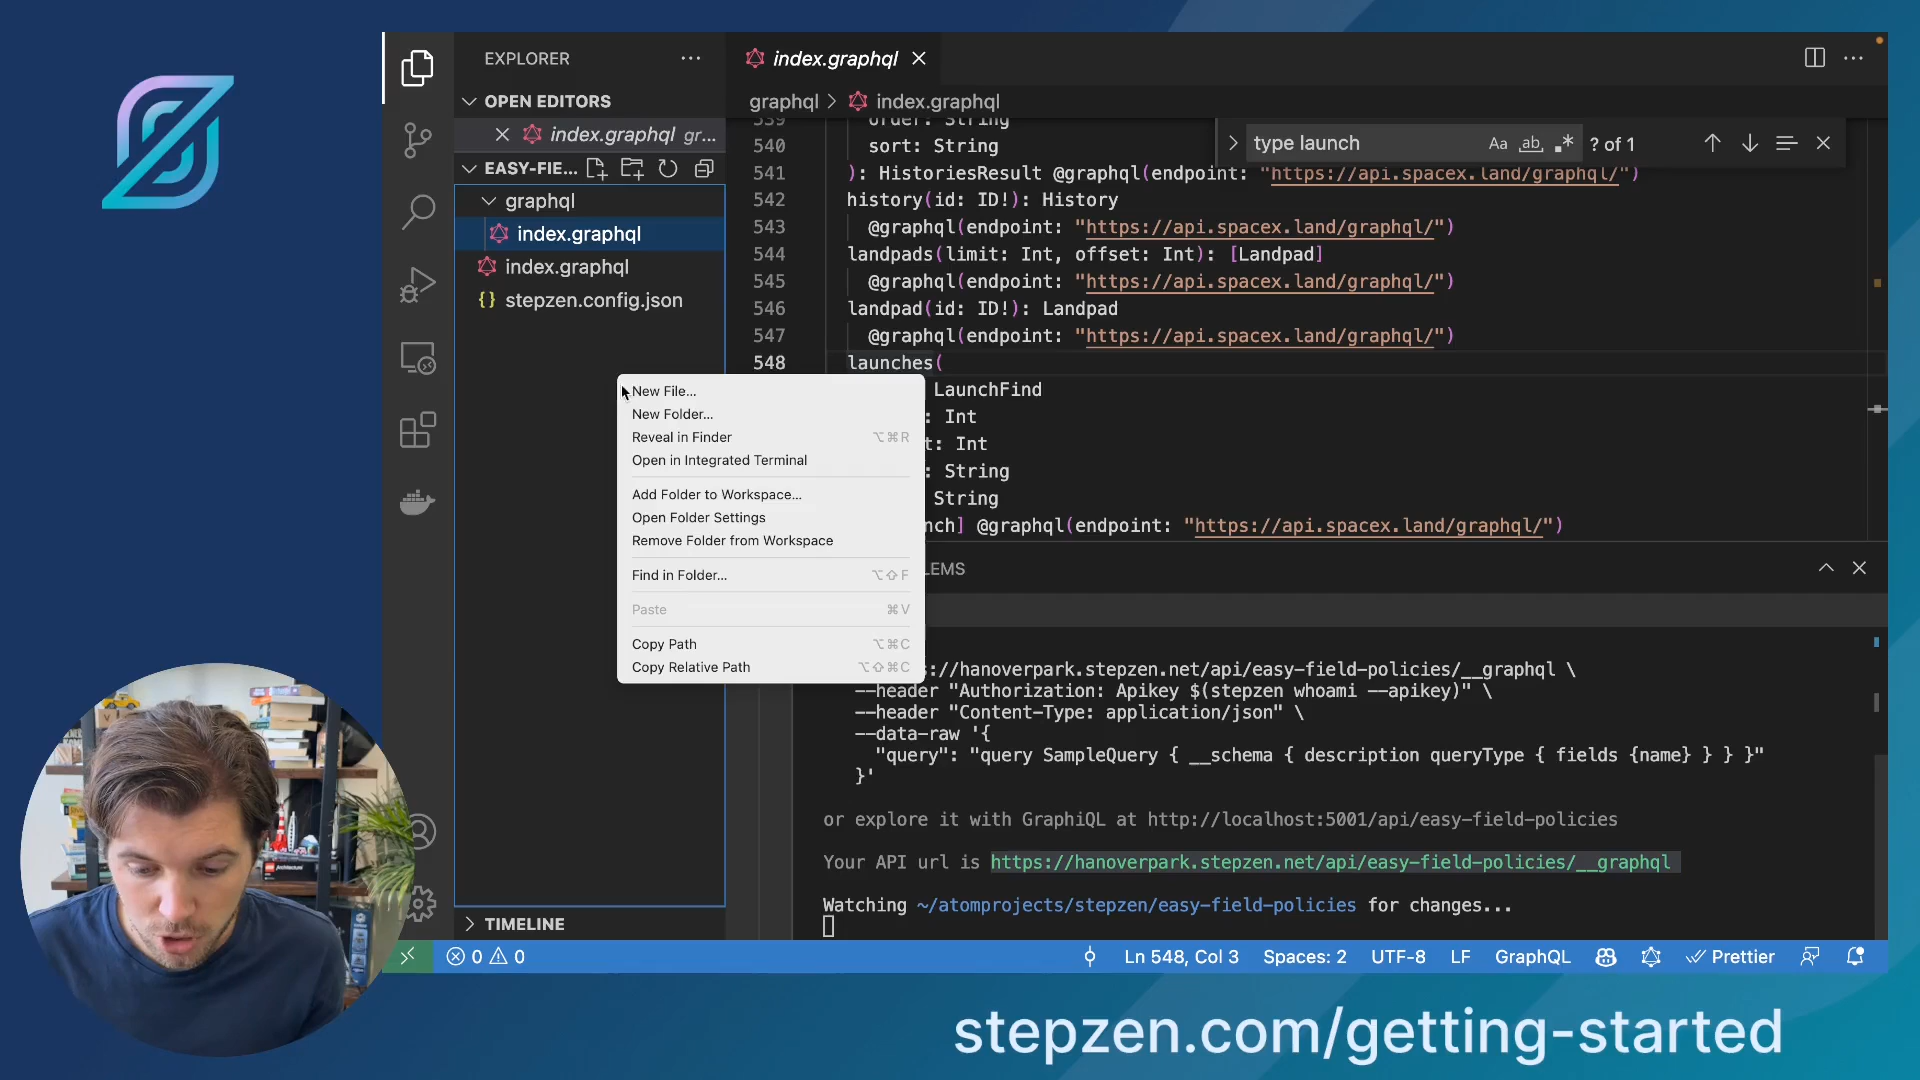 EXPLORER
OPEN EDITORS
index.graphql gr...
EASY-FIE...
graphql
index.graphql
index.graphql
stepzen.config.json
TIMELINE
index.graphql
graphql > index.graphql
type launch
Aa ab .* ? of 1
539 order: String
540 sort: String
541 ): HistoriesResult @graphql(endpoint: "https://api.spacex.land/graphql/")
542 history(id: ID!): History
543 @graphql(endpoint: "https://api.spacex.land/graphql/")
544 landpads(limit: Int, offset: Int): [Landpad]
545 @graphql(endpoint: "https://api.spacex.land/graphql/")
546 landpad(id: ID!): Landpad
547 @graphql(endpoint: "https://api.spacex.land/graphql/")
548 launches(
LaunchFind
: Int
t: Int
: String
String
nch] @graphql(endpoint: "https://api.spacex.land/graphql/")
New File...
New Folder...
Reveal in Finder ⌥⌘R
Open in Integrated Terminal
Add Folder to Workspace...
Open Folder Settings
Remove Folder from Workspace
Find in Folder... ⌥⇧F
Paste ⌘V
Copy Path ⌥⌘C
Copy Relative Path ⌥⇧⌘C
LEMS
s://hanoverpark.stepzen.net/api/easy-field-policies/__graphql \
--header "Authorization: Apikey $(stepzen whoami --apikey)" \
--header "Content-Type: application/json" \
--data-raw '{
"query": "query SampleQuery { __schema { description queryType { fields {name} } } }"
}'
or explore it with GraphiQL at http://localhost:5001/api/easy-field-policies
Your API url is https://hanoverpark.stepzen.net/api/easy-field-policies/__graphql
Watching ~/atomprojects/stepzen/easy-field-policies for changes...
0 0
Ln 548, Col 3 Spaces: 2 UTF-8 LF GraphQL Prettier
stepzen.com/getting-started